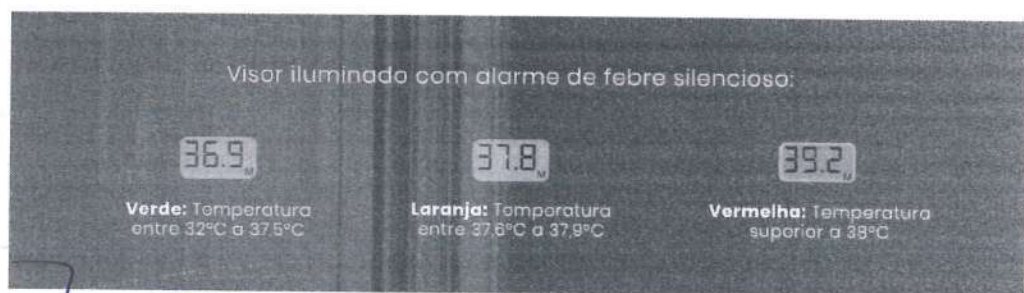 Visor iluminado com alarme de febre silencioso:
36.9 M
37.8 M
39.2 M
Verde: Temperatura
entre 32°C a 37,5°C
Laranja: Temperatura
entre 37,6°C a 37,9°C
Vermelha: Temperatura
superior a 38°C